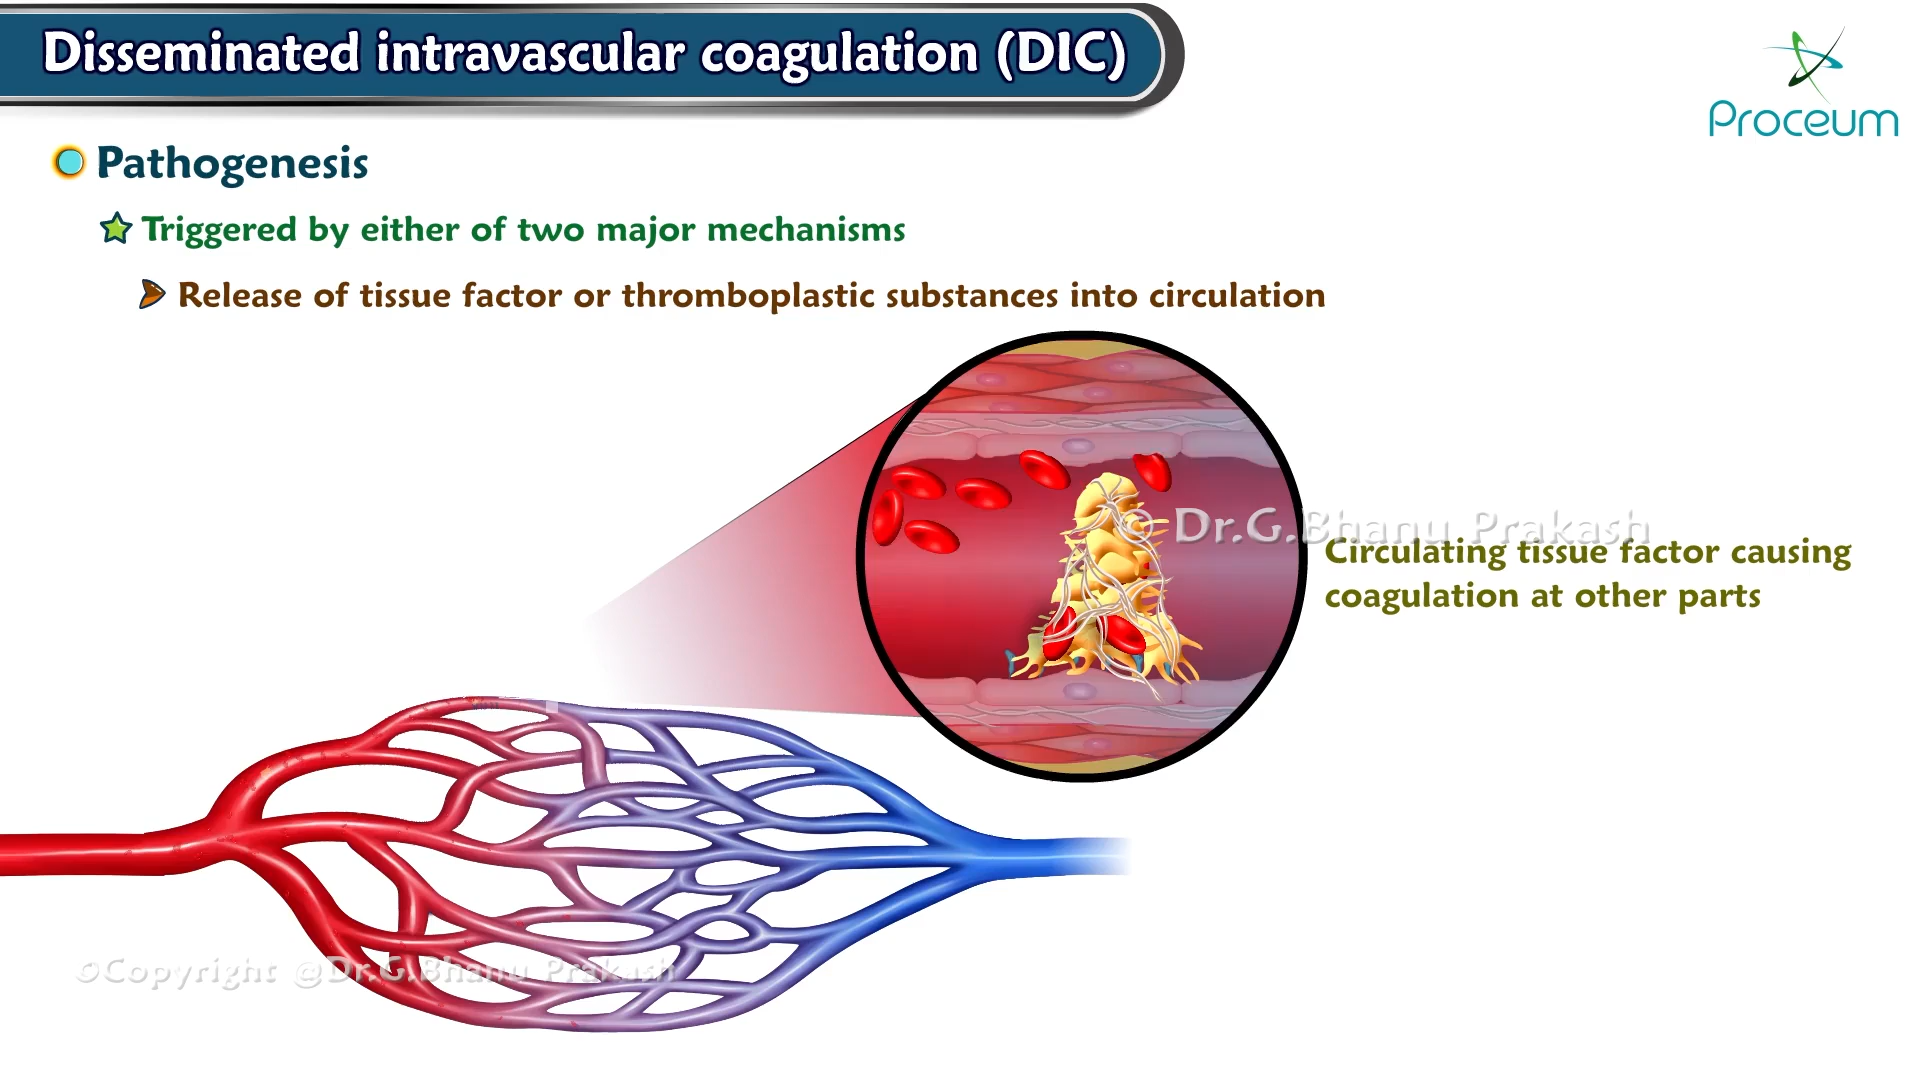 Disseminated intravascular coagulation (DIC)
Proceum
Pathogenesis
Triggered by either of two major mechanisms
Release of tissue factor or thromboplastic substances into circulation
© Dr.G.Bhanu Prakash
Circulating tissue factor causing
coagulation at other parts
©Copyright @Dr.G.Bhanu Prakash